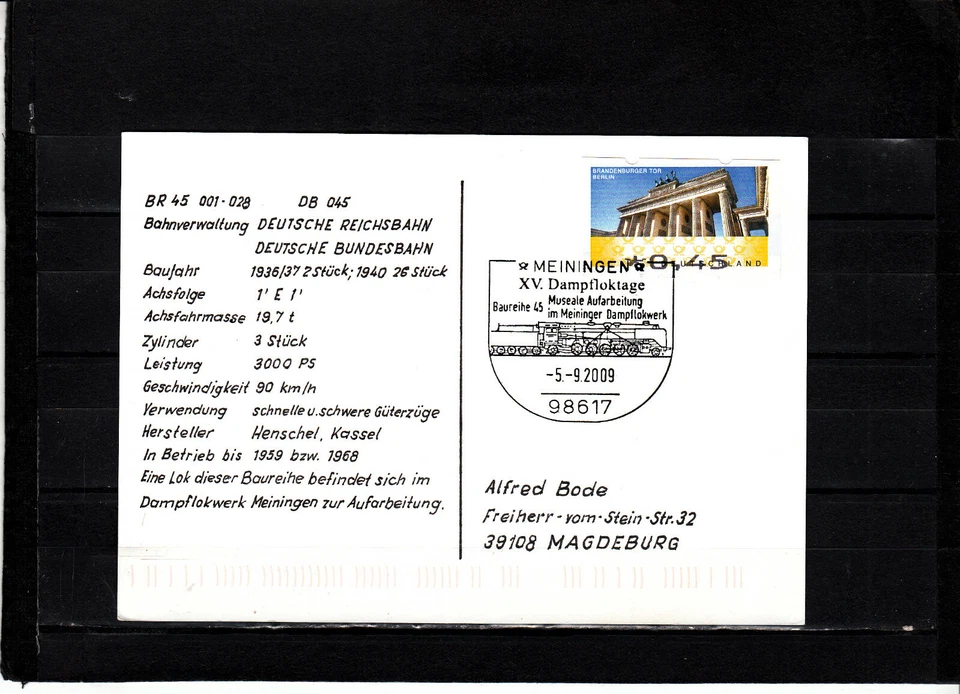 BR 45 001-028 DB 045
Bahnverwaltung DEUTSCHE REICHSBAHN
DEUTSCHE BUNDESBAHN
Baujahr 1936/37 2 Stück; 1940 26 Stück
Achsfolge 1' E 1'
Achsfahrmasse 19,7 t
Zylinder 3 Stück
Leistung 3000 PS
Geschwindigkeit 90 km/h
Verwendung schnelle u. schwere Güterzüge
Hersteller Henschel, Kassel
In Betrieb bis 1959 bzw. 1968
Eine Lok dieser Baureihe befindet sich im
Dampflokwerk Meiningen zur Aufarbeitung.
BRANDENBURGER TOR
BERLIN
DEUTSCHLAND
*0,45
MEININGEN
XV. Dampfloktage
Baureihe 45 Museale Aufarbeitung
im Meininger Dampflokwerk
-5.-9.2009
98617
Alfred Bode
Freiherr-vom-Stein-Str. 32
39108 MAGDEBURG